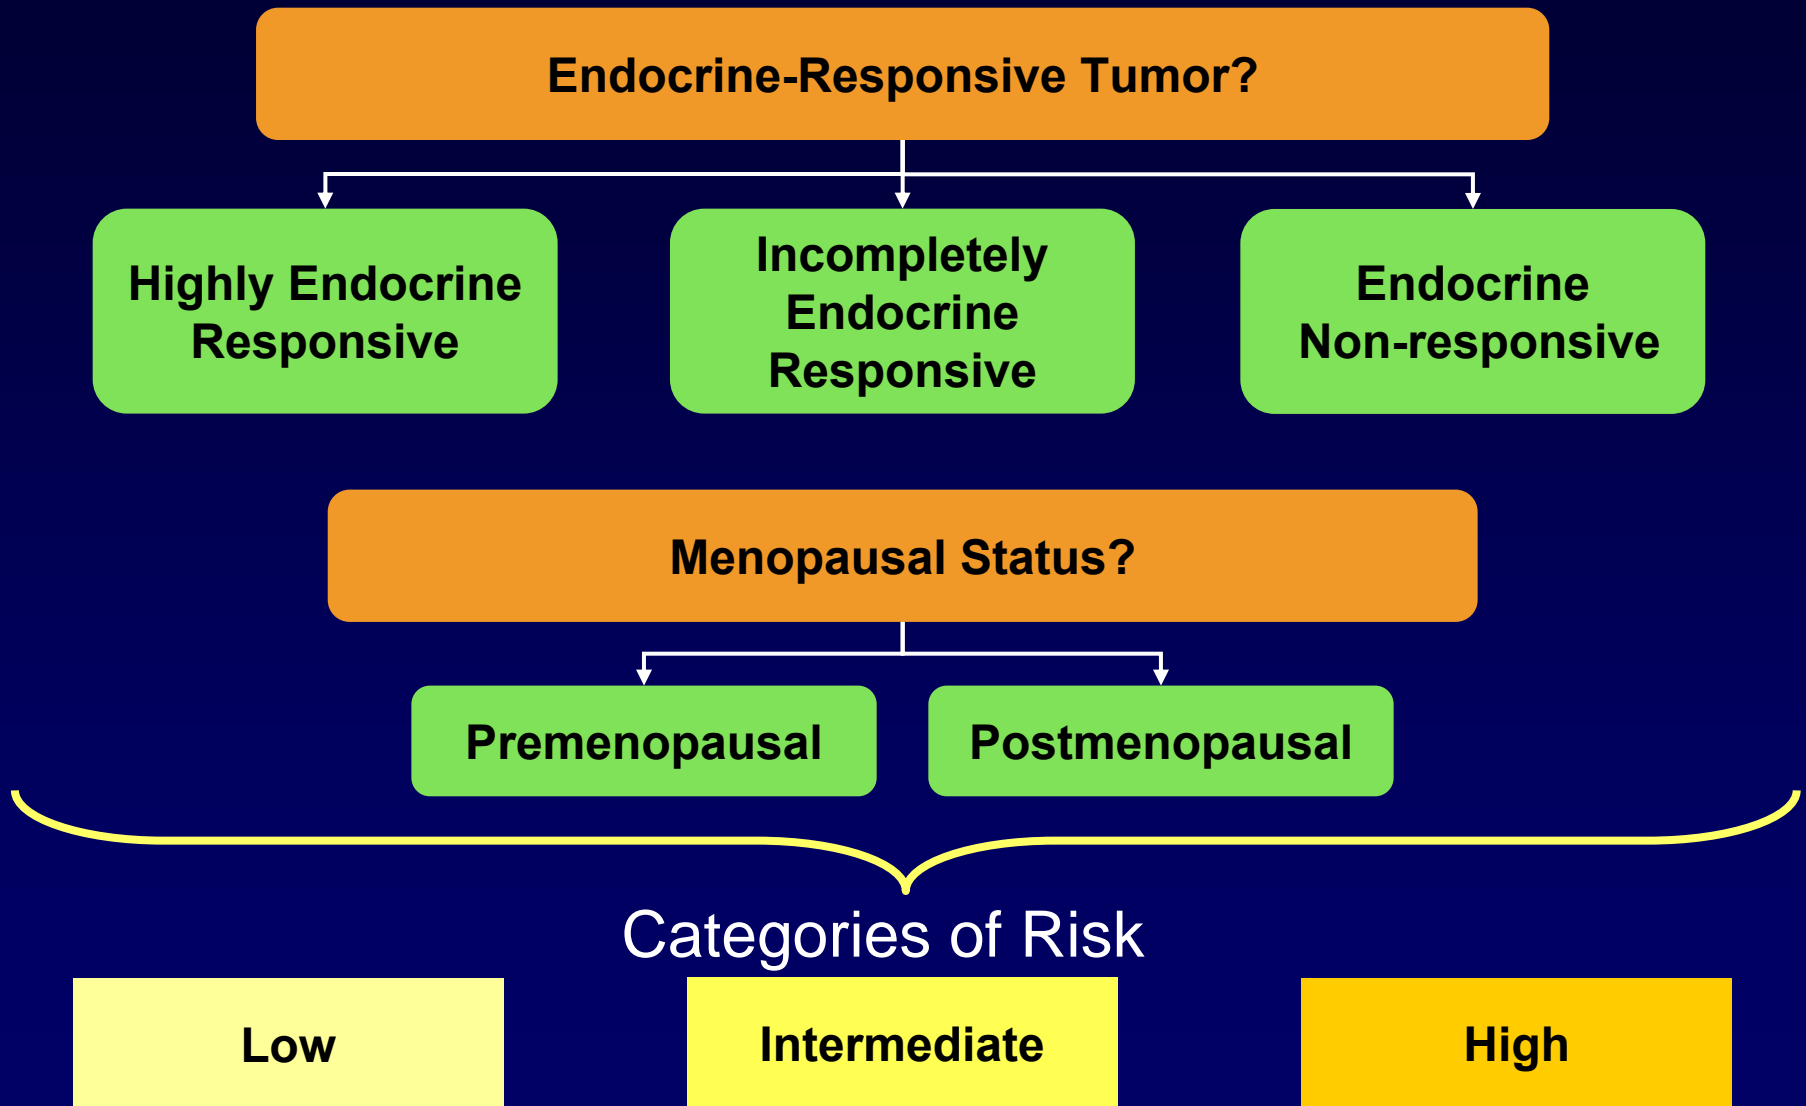 Endocrine-Responsive Tumor?
Highly Endocrine
Responsive
Incompletely
Endocrine
Responsive
Endocrine
Non-responsive
Menopausal Status?
Premenopausal
Postmenopausal
Categories of Risk
Low
Intermediate
High